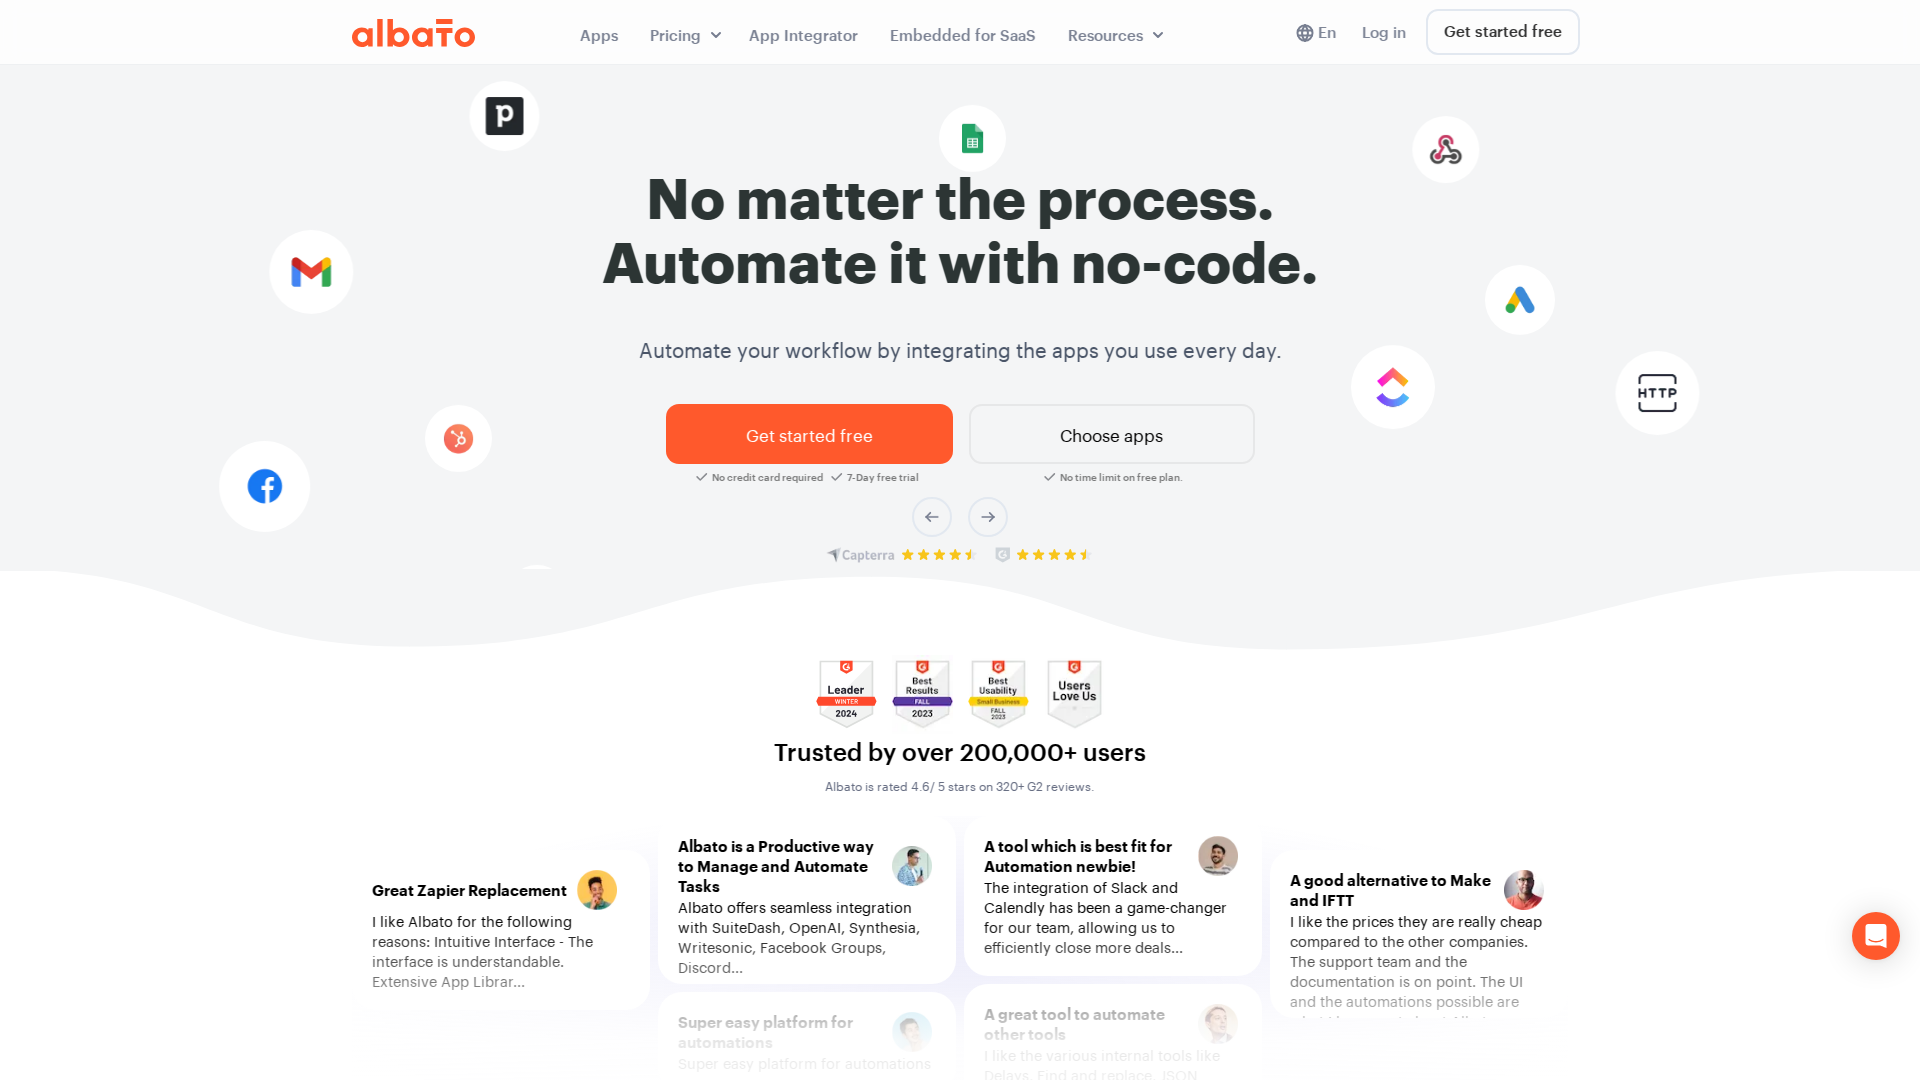 albato
Apps
Pricing
App Integrator
Embedded for SaaS
Resources
En
Log in
Get started free
p
HTTP
No matter the process.
Automate it with no-code.
Automate your workflow by integrating the apps you use every day.
Get started free
Choose apps
No credit card required
7-Day free trial
No time limit on free plan.
Capterra
Leader
WINTER
2024
Best
Results
FALL
2023
Best
Usability
Small Business
FALL
2023
Users
Love Us
Trusted by over 200,000+ users
Albato is rated 4.6/ 5 stars on 320+ G2 reviews.
Great Zapier Replacement
I like Albato for the following
reasons: Intuitive Interface - The
interface is understandable.
Extensive App Librar...
Albato is a Productive way
to Manage and Automate
Tasks
Albato offers seamless integration
with SuiteDash, OpenAI, Synthesia,
Writesonic, Facebook Groups,
Discord...
Super easy platform for
automations
Super easy platform for automations
A tool which is best fit for
Automation newbie!
The integration of Slack and
Calendly has been a game-changer
for our team, allowing us to
efficiently close more deals...
A great tool to automate
other tools
I like the various internal tools like
Delays, Find and replace, JSON
A good alternative to Make
and IFTT
I like the prices they are really cheap
compared to the other companies.
The support team and the
documentation is on point. The UI
and the automations possible are